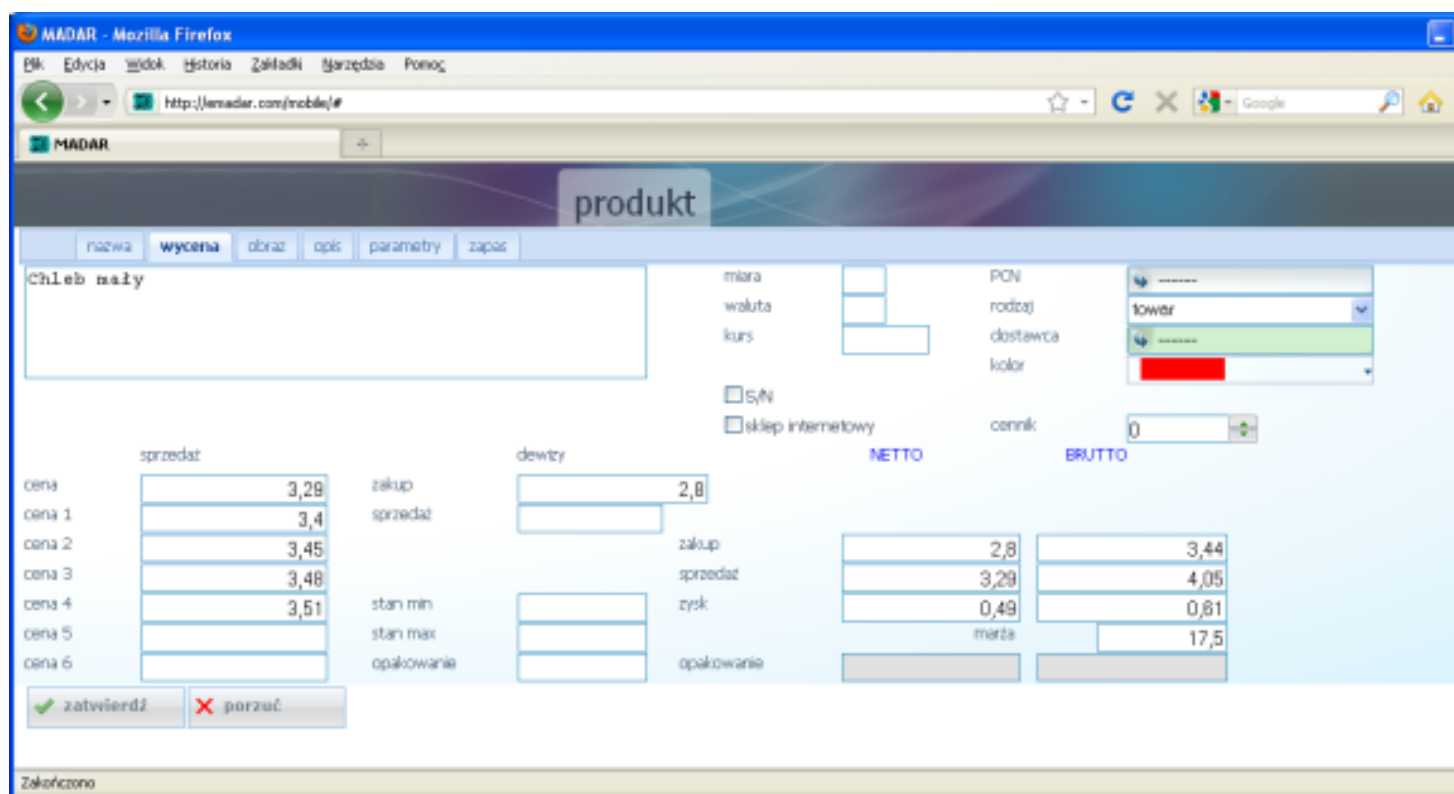 MADAR - Mozilla Firefox
Plik Edycja Widok Historia Zakładki Narzędzia Pomoc
http://emadar.com/mobile/# Google
MADAR
produkt
nazwa wycena obraz opis parametry zapas
Chleb mały miara PCN ------
waluta rodzaj towar
kurs dostawca ------
kolor
S/N
sklep internetowy cennik 0
sprzedaż dewizy NETTO BRUTTO
cena 3,29 zakup 2,8
cena 1 3,4 sprzedaż
cena 2 3,45 zakup 2,8 3,44
cena 3 3,48 sprzedaż 3,29 4,05
cena 4 3,51 stan min zysk 0,49 0,61
cena 5 stan max marża 17,5
cena 6 opakowanie opakowanie
zatwierdź porzuć
Zakończono